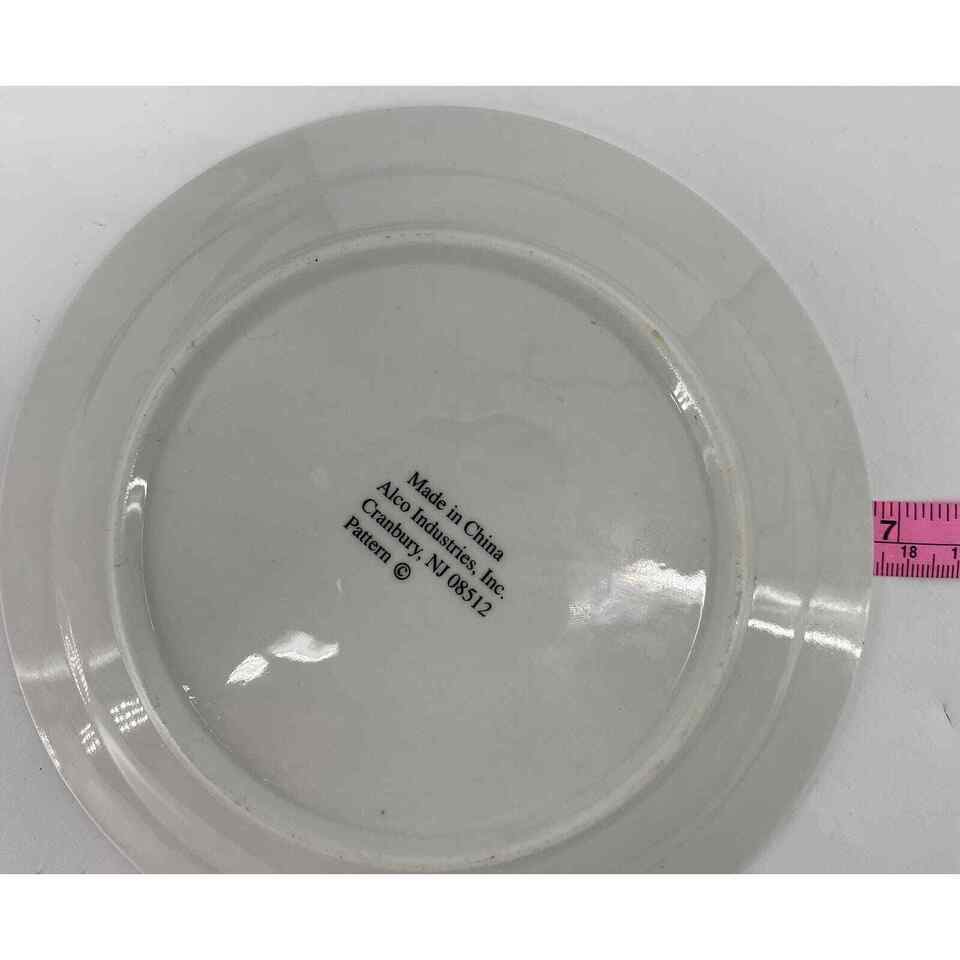 Made in China
Alco Industries, Inc.
Cranbury, NJ 08512
Pattern ©
7
18